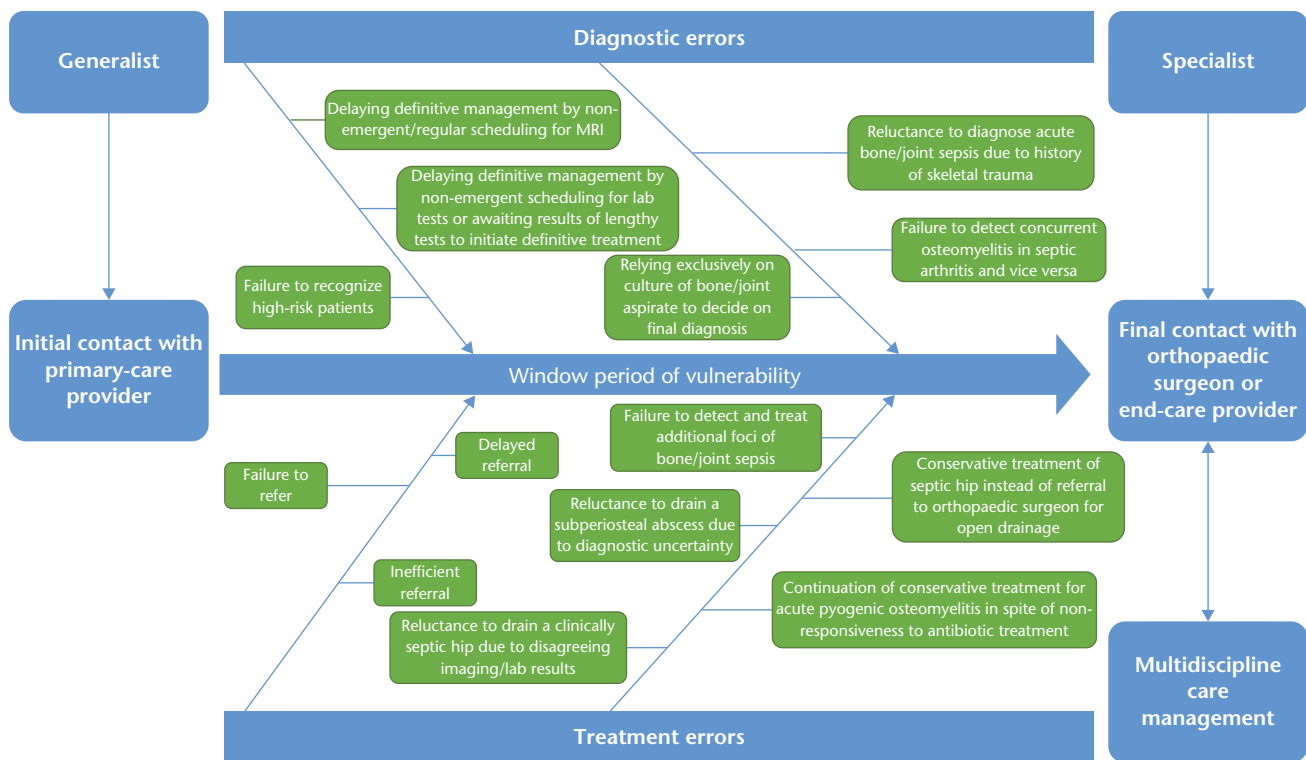 Generalist
Diagnostic errors
Specialist
Delaying definitive management by non-
emergent/regular scheduling for MRI
Reluctance to diagnose acute
bone/joint sepsis due to history
of skeletal trauma
Delaying definitive management by
non-emergent scheduling for lab
tests or awaiting results of lengthy
tests to initiate definitive treatment
Failure to detect concurrent
osteomyelitis in septic
arthritis and vice versa
Failure to recognize
high-risk patients
Relying exclusively on
culture of bone/joint
aspirate to decide on
final diagnosis
Initial contact with
primary-care
provider
Window period of vulnerability
Final contact with
orthopaedic
surgeon or
end-care provider
Failure to
refer
Delayed
referral
Failure to detect and treat
additional foci of
bone/joint sepsis
Conservative treatment of
septic hip instead of referral
to orthopaedic surgeon for
open drainage
Reluctance to drain a
subperiosteal abscess due
to diagnostic uncertainty
Inefficient
referral
Continuation of conservative treatment for
acute pyogenic osteomyelitis in spite of non-
responsiveness to antibiotic treatment
Reluctance to drain a clinically
septic hip due to disagreeing
imaging/lab results
Multidiscipline
care
management
Treatment errors